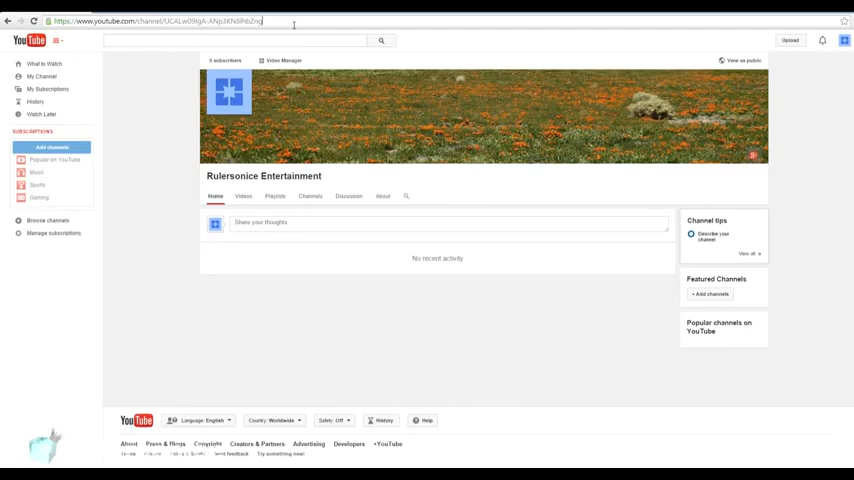 https://www.youtube.com/channel/
YouTube
Upload
What to Watch
My Channel
My Subscriptions
History
Watch Later
SUBSCRIPTIONS
Add channels
Popular on YouTube
Music
Sports
Gaming
Browse channels
Manage subscriptions
0 subscribers
Video Manager
View as public
Rulersonice Entertainment
Home
Videos
Playlists
Channels
Discussion
About
Share your thoughts
No recent activity
Channel tips
Describe your
channel
View all »
Featured Channels
+ Add channels
Popular channels on
YouTube
YouTube
Language: English
Country: Worldwide
Safety: Off
History
Help
About Press & Blogs Copyright Creators & Partners Advertising Developers +YouTube
Send feedback Try something new!